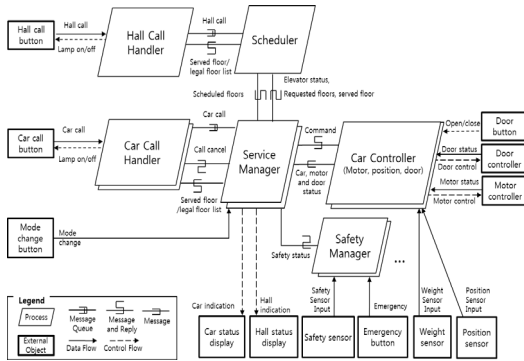 Hall call
button
Hall call
Lamp on/off
Hall Call
Handler
Hall call
Served floor/
legal floor list
Scheduler
Scheduled floors
Elevator status,
Requested floors, served floor
Car call
button
Car call
Lamp on/off
Car Call
Handler
Car call
Call cancel
Served floor
/legal floor list
Service
Manager
Command
Car, motor
and door
status
Car Controller
(Motor, position, door)
Open/close
Door
button
Door status
Door control
Door
controller
Motor status
Motor control
Motor
controller
Mode
change
button
Mode
change
Safety status
Safety
Manager
...
Car indication
Hall
indication
Safety
Sensor
Input
Emergency
Weight
Sensor
Input
Position
Sensor
Input
Car status
display
Hall status
display
Safety sensor
Emergency
button
Weight
sensor
Position
sensor
Legend
Process
Message
Queue
Message
and Reply
Message
External
Object
Data Flow
Control Flow